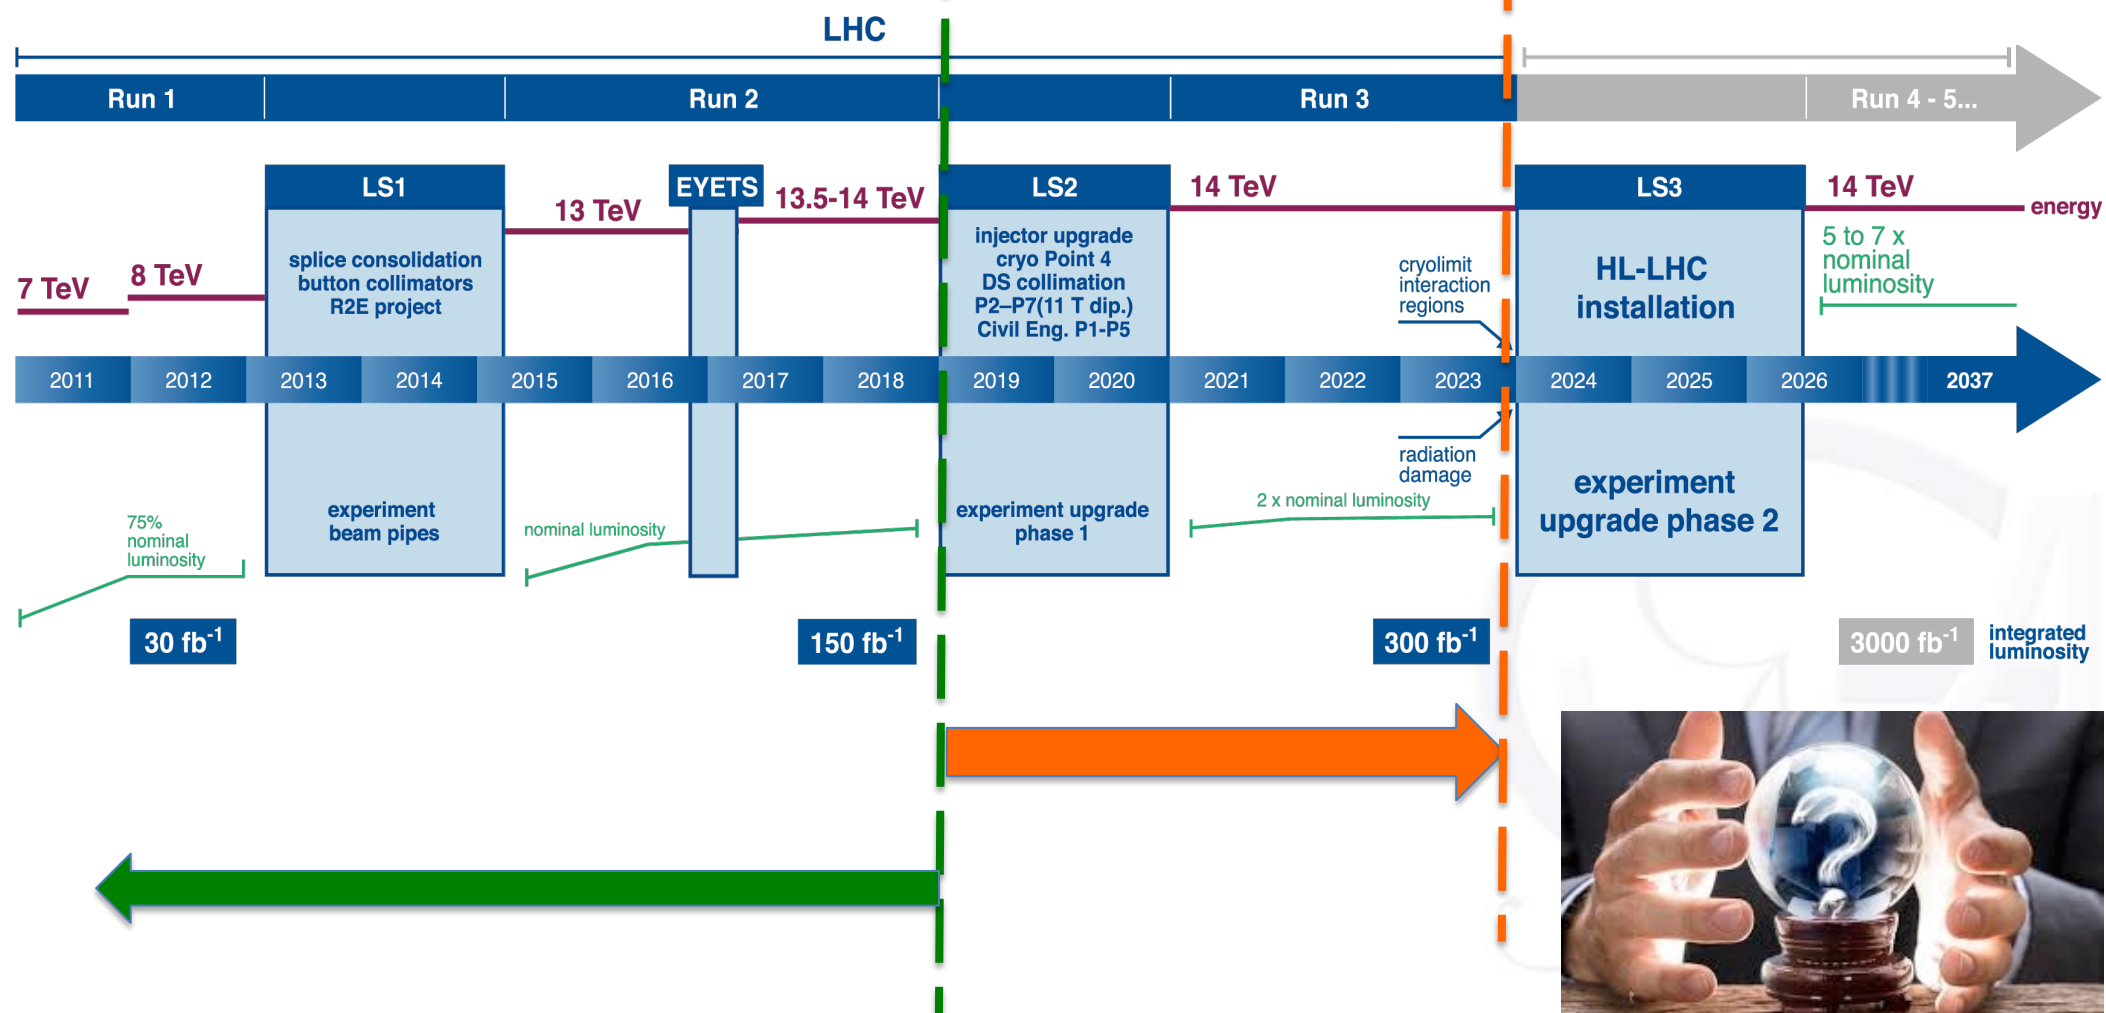 LHC
Run 1
Run 2
Run 3
Run 4 - 5...
LS1
EYETS
13.5-14 TeV
LS2
14 TeV
LS3
14 TeV
energy
13 TeV
7 TeV
8 TeV
splice consolidation
button collimators
R2E project
injector upgrade
cryo Point 4
DS collimation
P2–P7(11 T dip.)
Civil Eng. P1-P5
cryolimit
interaction
regions
HL-LHC
installation
5 to 7 x
nominal
luminosity
2011
2012
2013
2014
2015
2016
2017
2018
2019
2020
2021
2022
2023
2024
2025
2026
2037
radiation
damage
75%
nominal
luminosity
experiment
beam pipes
nominal luminosity
experiment upgrade
phase 1
2 x nominal luminosity
experiment
upgrade phase 2
30 fb⁻¹
150 fb⁻¹
300 fb⁻¹
3000 fb⁻¹
integrated
luminosity
?